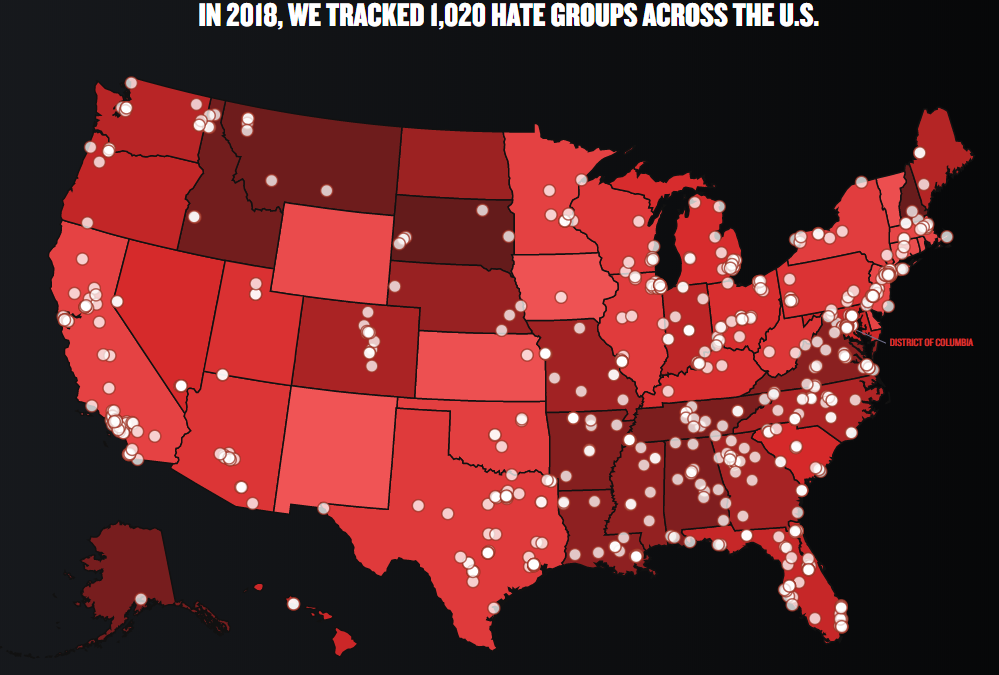 IN 2018, WE TRACKED 1,020 HATE GROUPS ACROSS THE U.S.
DISTRICT OF COLUMBIA